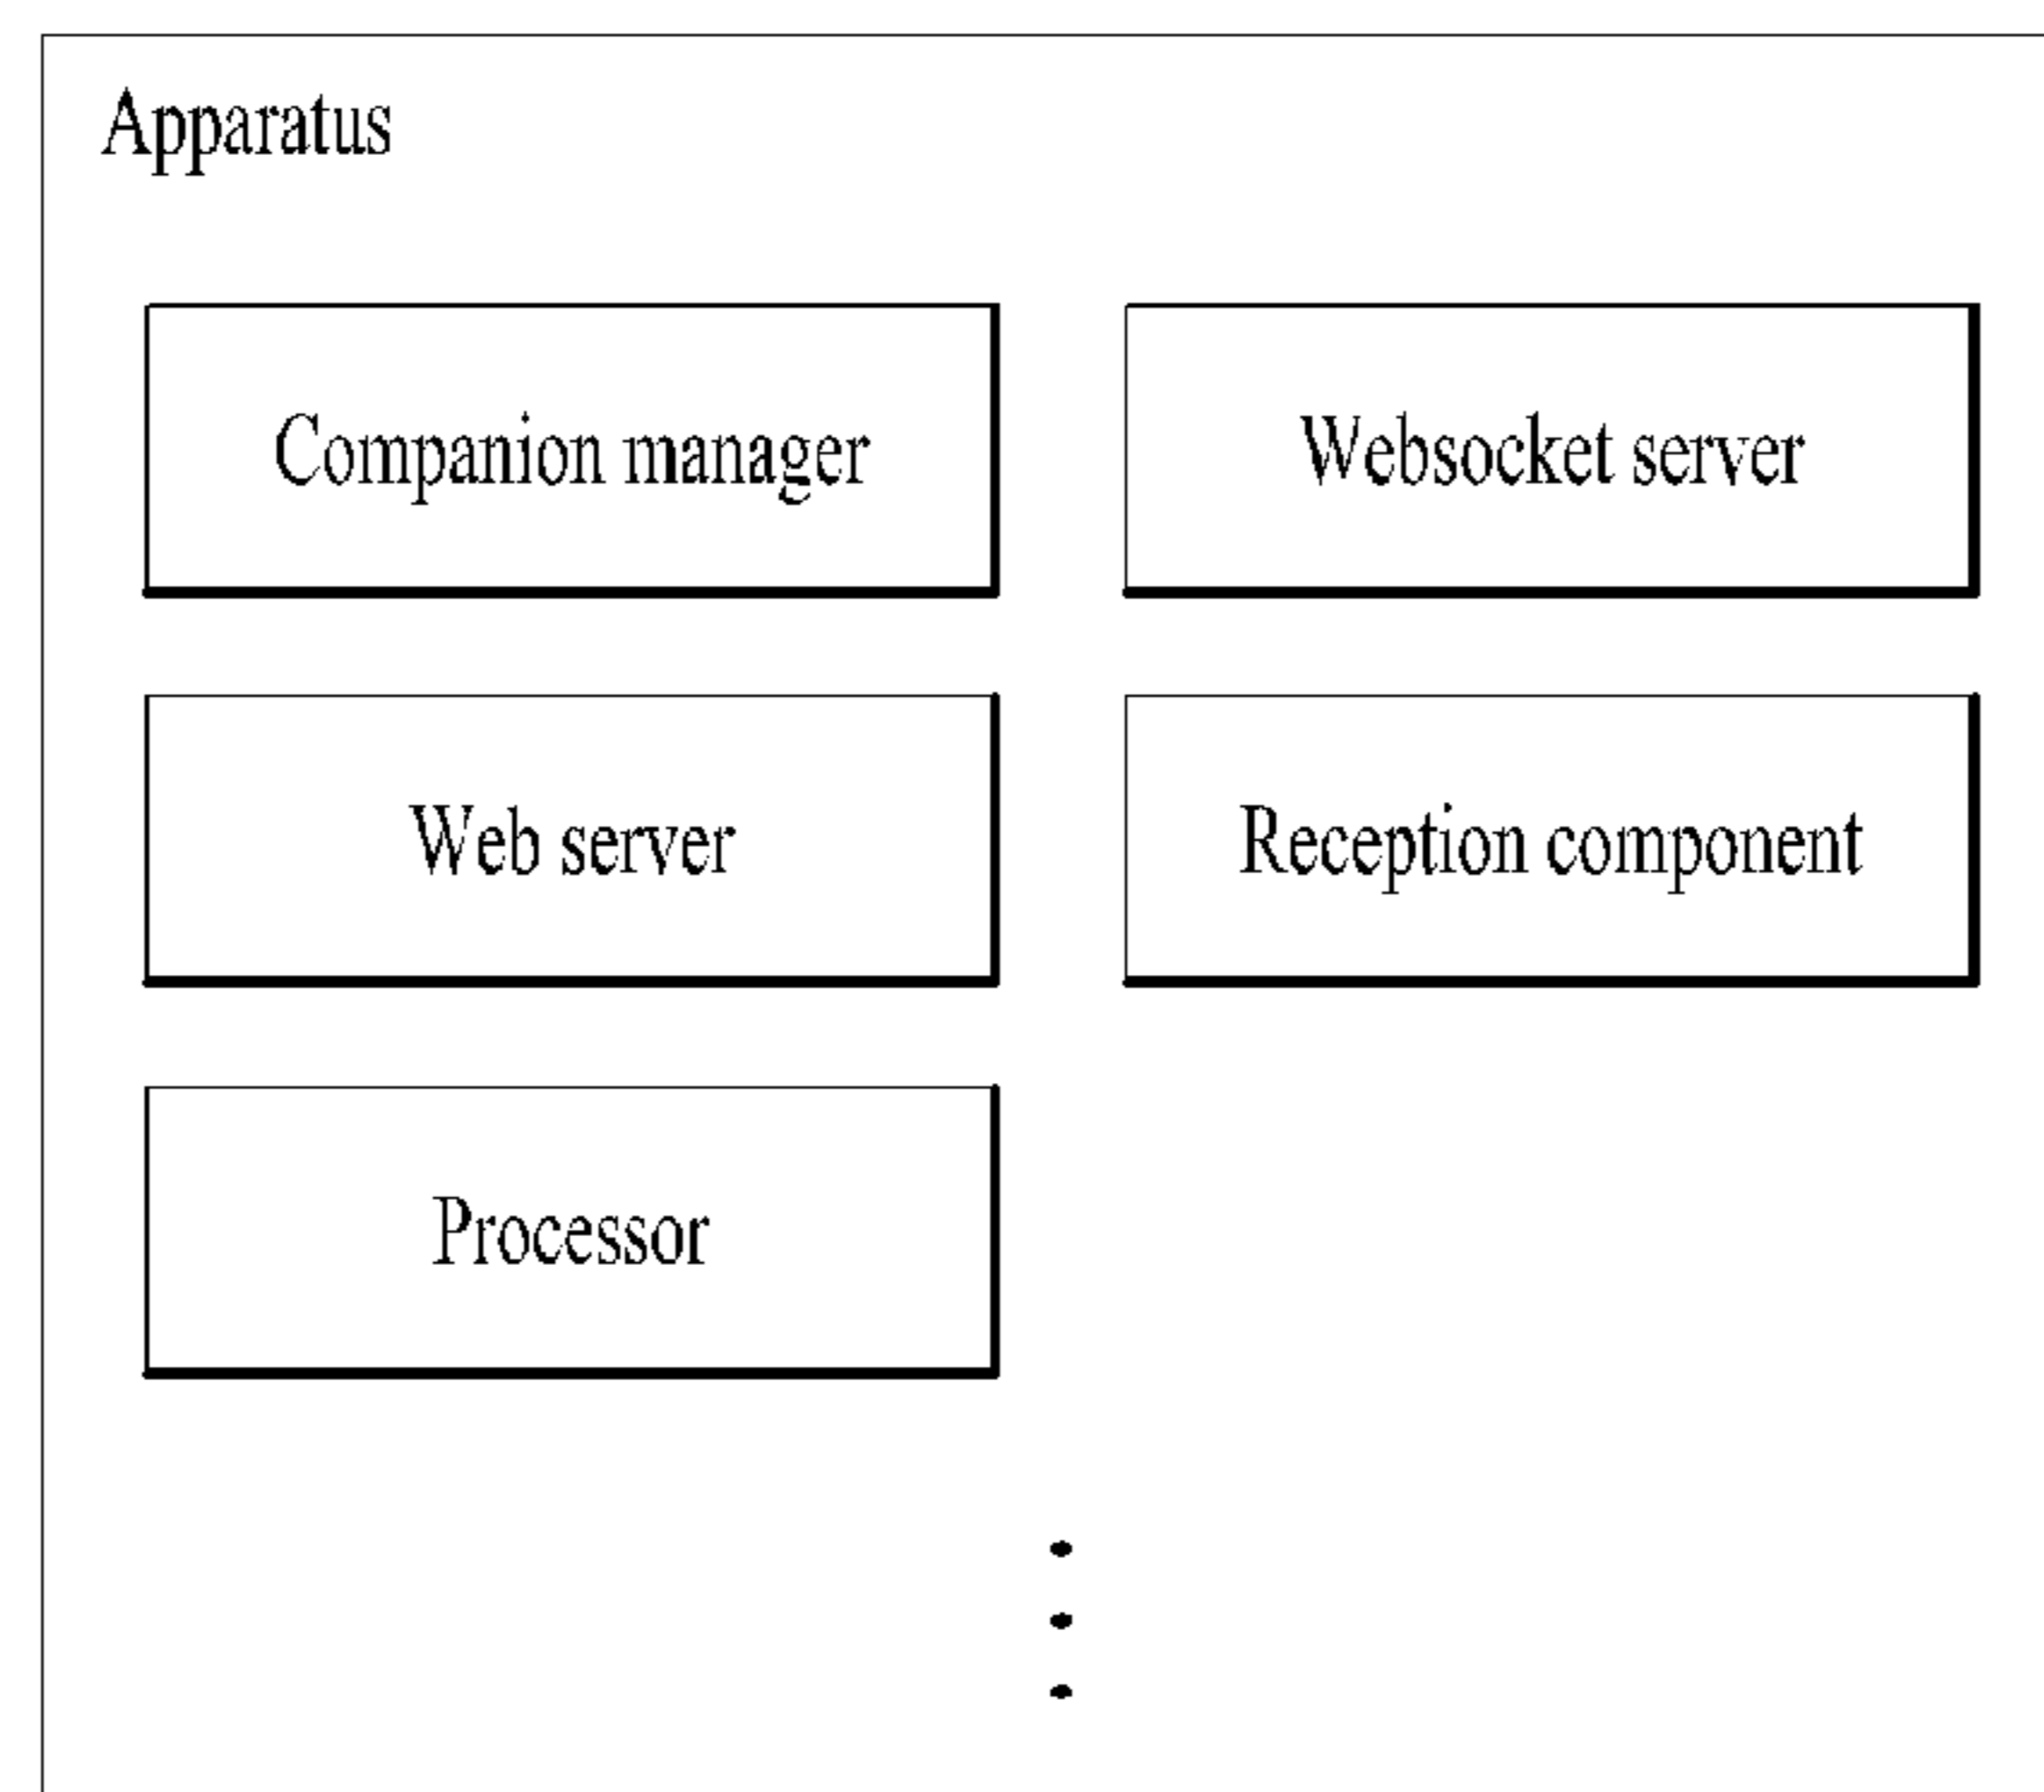 Apparatus
Companion manager
Websocket server
Web server
Reception component
Processor